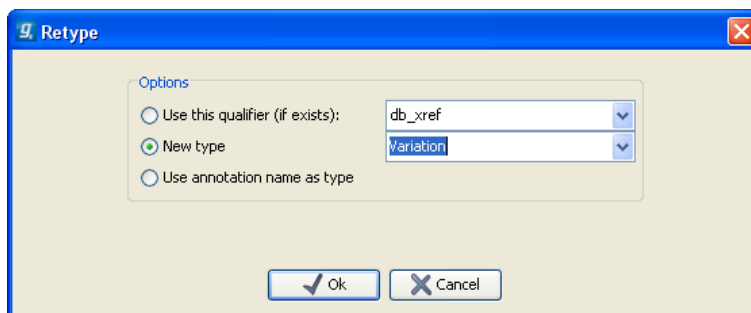 Retype
Options
Use this qualifier (if exists): db_xref
New type Variation
Use annotation name as type
Ok Cancel